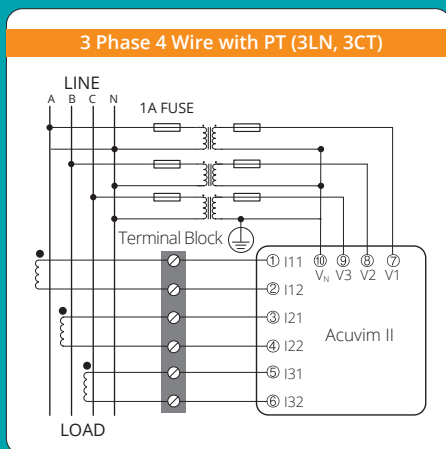 3 Phase 4 Wire with PT (3LN, 3CT)
LINE
A B C N
1A FUSE
Terminal Block
① I11
② I12
③ I21
④ I22
⑤ I31
⑥ I32
⑩ ⑨ ⑧ ⑦
VN V3 V2 V1
Acuvim II
LOAD